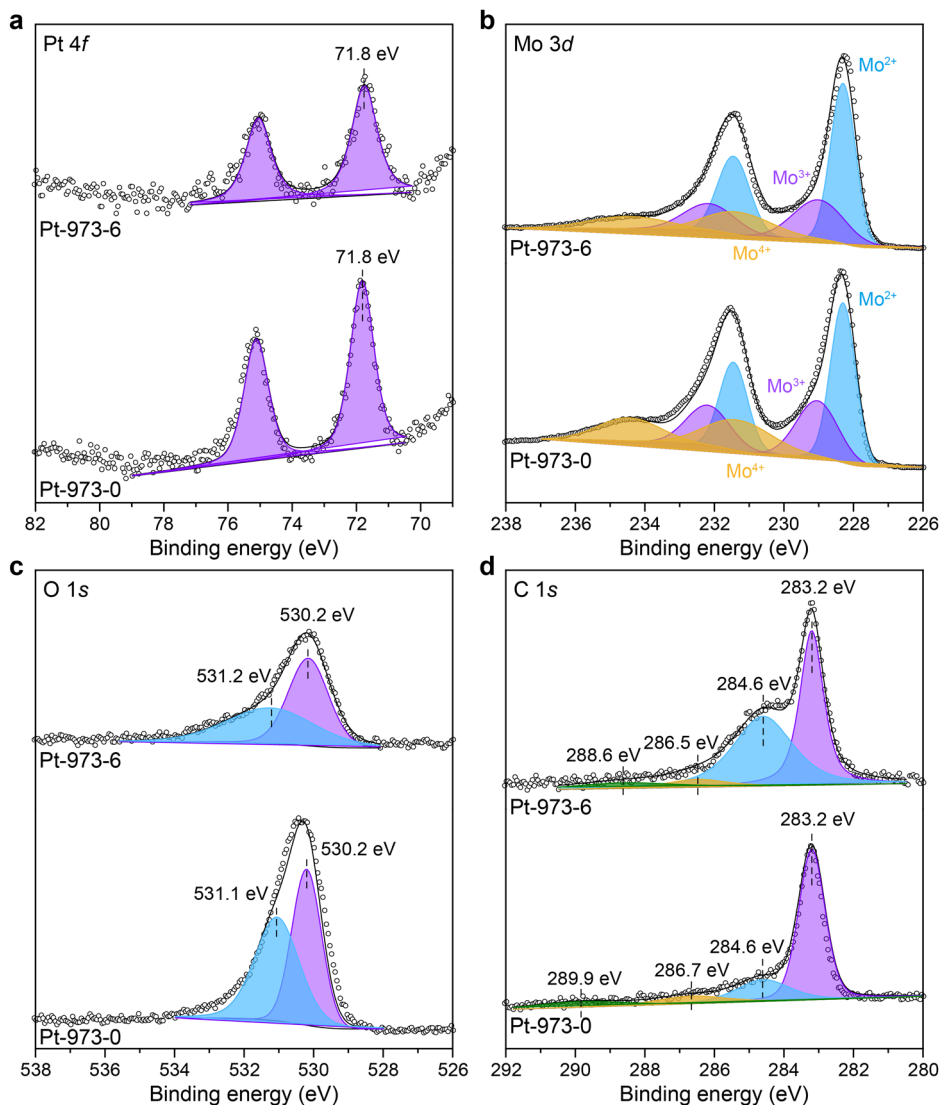 a
Pt 4f
71.8 eV
Pt-973-6
71.8 eV
Pt-973-0
82 80 78 76 74 72 70
Binding energy (eV)
b
Mo 3d
Mo²⁺
Mo³⁺
Pt-973-6
Mo⁴⁺
Mo²⁺
Mo³⁺
Pt-973-0
Mo⁴⁺
238 236 234 232 230 228 226
Binding energy (eV)
c
O 1s
530.2 eV
531.2 eV
Pt-973-6
530.2 eV
531.1 eV
Pt-973-0
538 536 534 532 530 528 526
Binding energy (eV)
d
C 1s
283.2 eV
284.6 eV
286.5 eV
288.6 eV
Pt-973-6
283.2 eV
284.6 eV
286.7 eV
289.9 eV
Pt-973-0
292 290 288 286 284 282 280
Binding energy (eV)